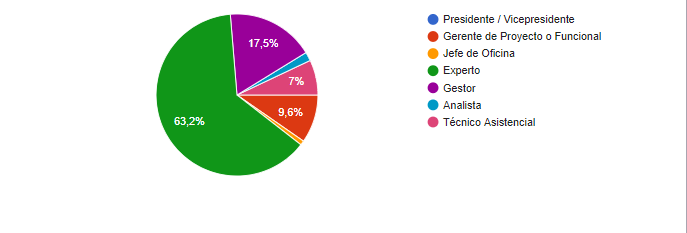 Presidente / Vicepresidente
Gerente de Proyecto o Funcional
Jefe de Oficina
Experto
Gestor
Analista
Técnico Asistencial
17,5%
7%
9,6%
63,2%